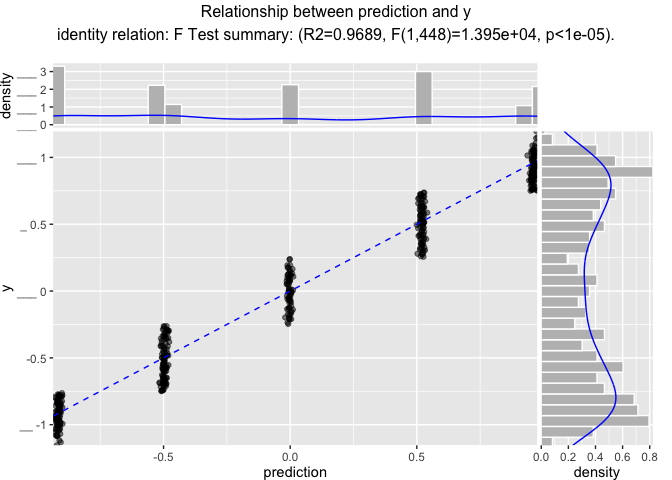 Relationship between prediction and y
identity relation: F Test summary: (R2=0.9689, F(1,448)=1.395e+04, p<1e-05).
density
3
2
1
0
y
1
0.5
0
-0.5
-1
-0.5 0.0 0.5
prediction
0.0 0.2 0.4 0.6 0.8
density